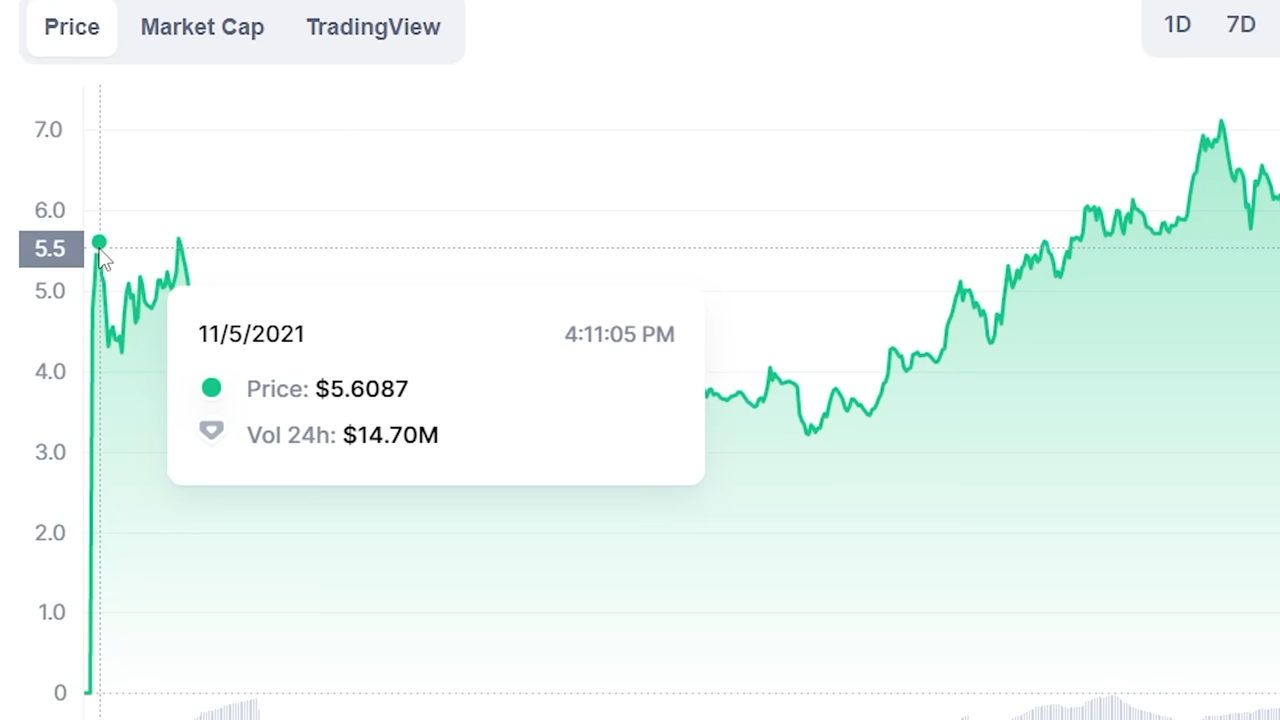 Price Market Cap TradingView 1D 7D
7.0
6.0
5.5
5.0
4.0
3.0
2.0
1.0
0
11/5/2021 4:11:05 PM
Price: $5.6087
Vol 24h: $14.70M